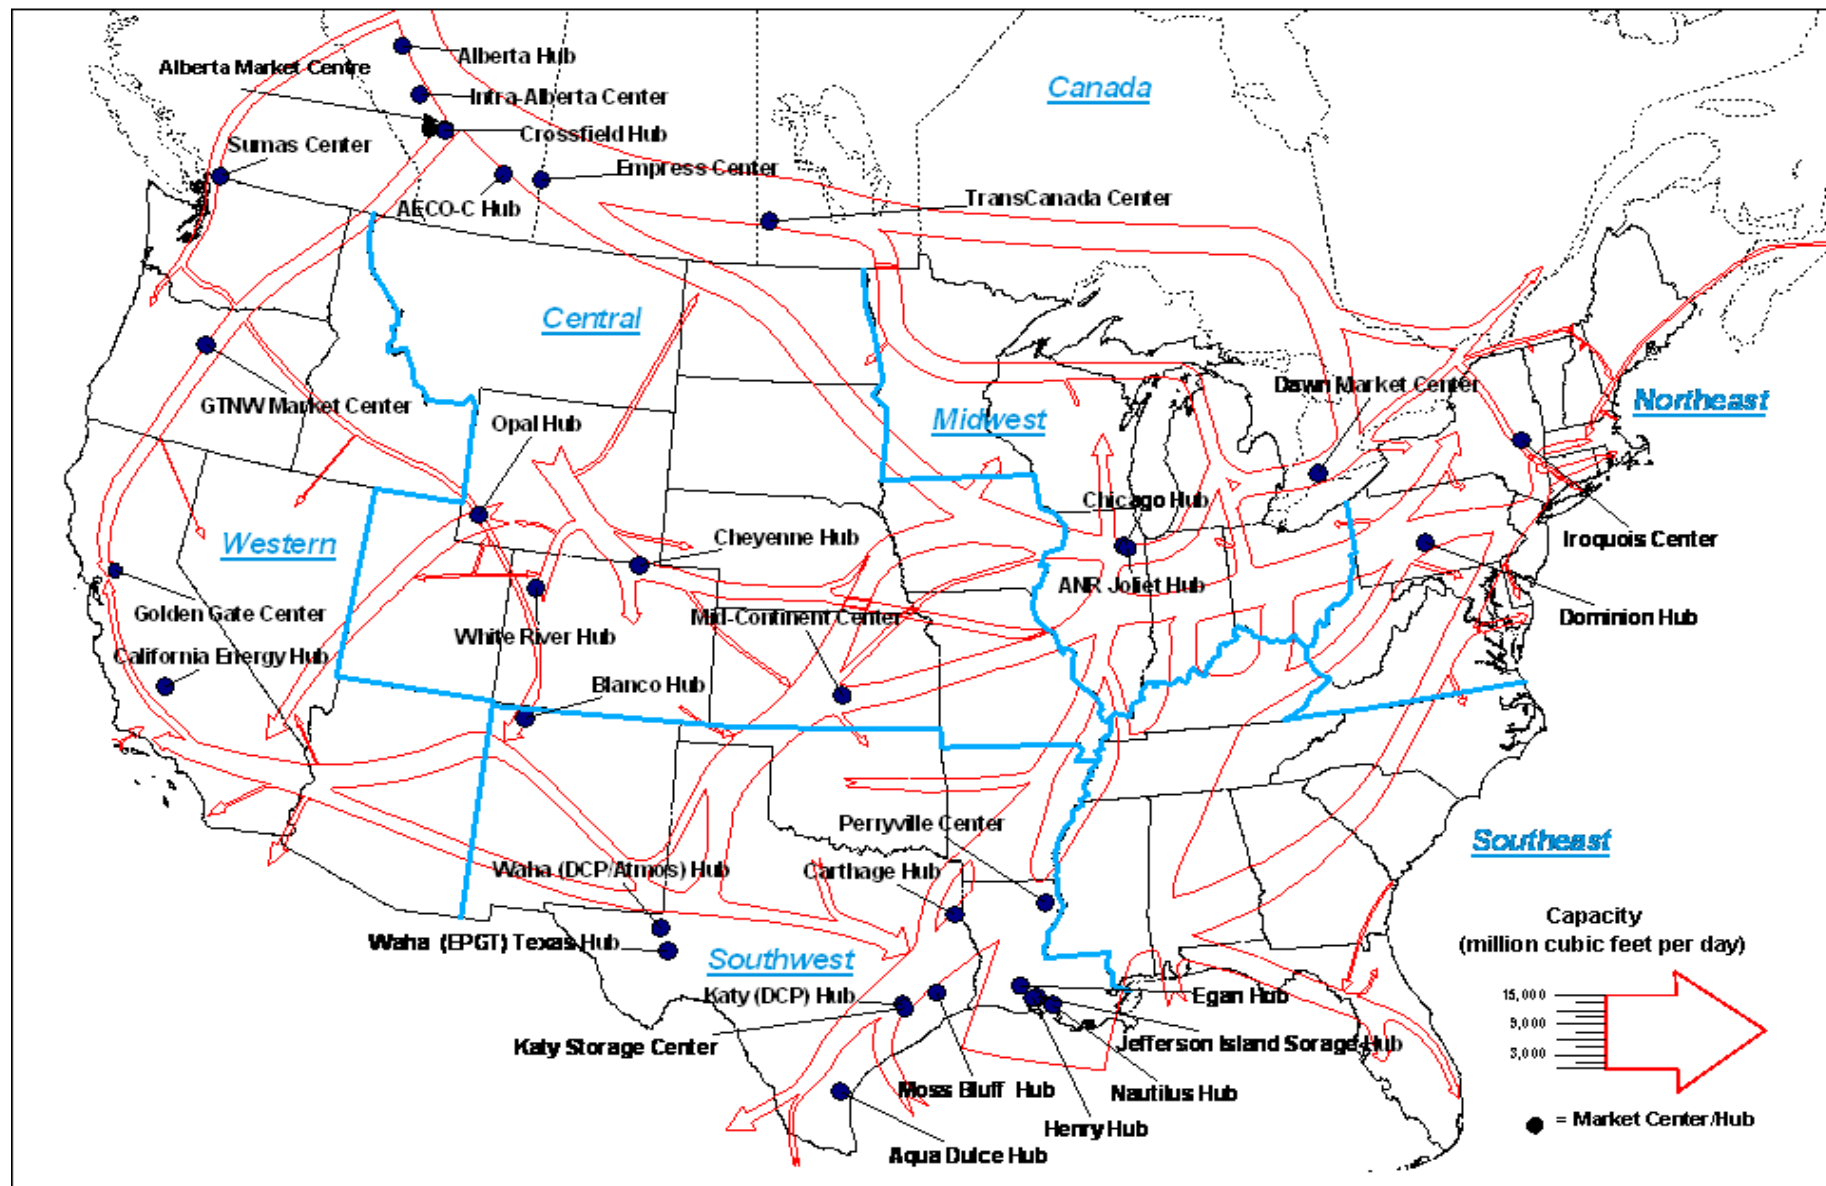 Alberta Hub
Alberta Market Centre
Canada
Intra-Alberta Center
Crossfield Hub
Sumas Center
Empress Center
TransCanada Center
AECO-C Hub
Central
Dawn Market Center
GTNW Market Center
Northeast
Opal Hub
Midwest
Chicago Hub
Western
Cheyenne Hub
Iroquois Center
ANR Joliet Hub
Golden Gate Center
White River Hub
Mid-Continent Center
Dominion Hub
California Energy Hub
Blanco Hub
Perryville Center
Southeast
Waha (DCP/Atmos) Hub
Carthage Hub
Capacity
(million cubic feet per day)
Waha (EPGT) Texas Hub
Southwest
Katy (DCP) Hub
Egan Hub
15,000
9,000
3,000
Katy Storage Center
Jefferson Island Sorage Hub
Moss Bluff Hub
Nautilus Hub
= Market Center/Hub
Henry Hub
Aqua Dulce Hub